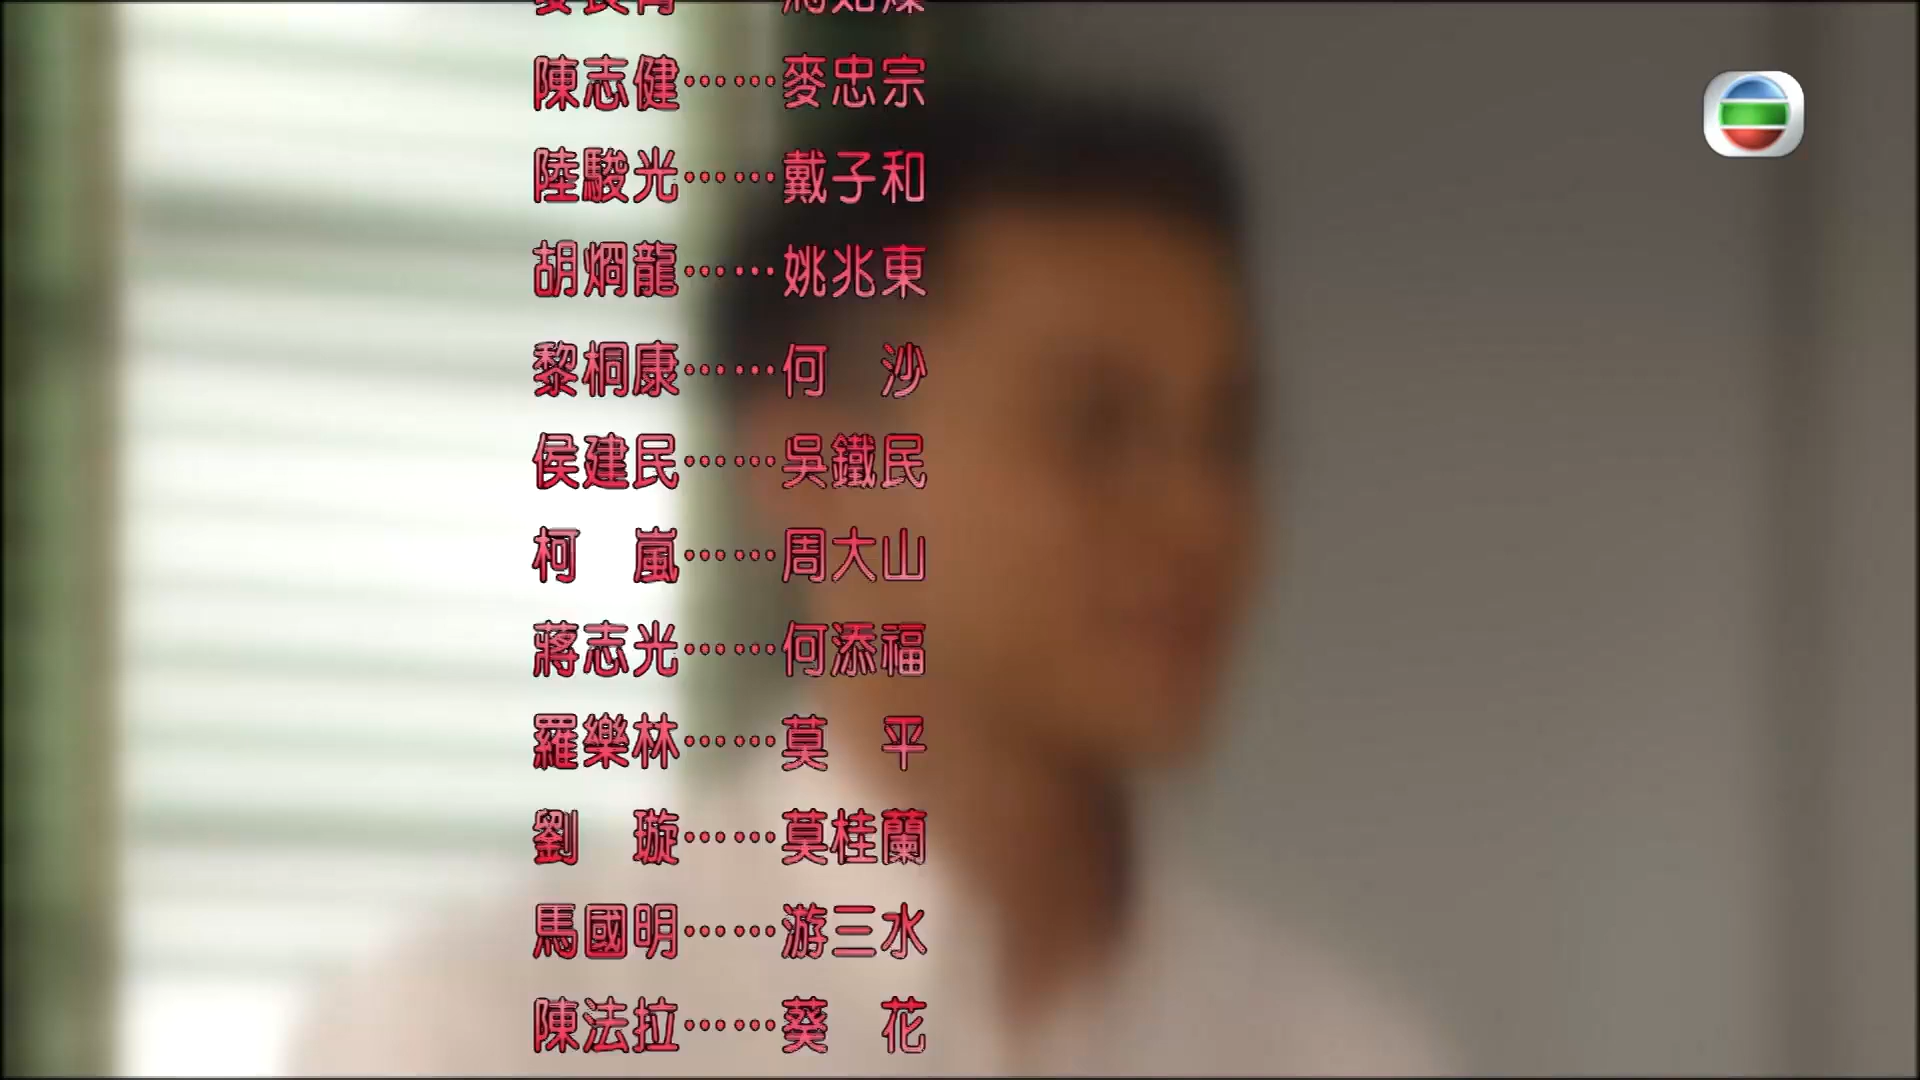 陳志健……麥忠宗
陸駿光……戴子和
胡烱龍……姚兆東
黎桐康……何　沙
侯建民……吳鐵民
柯　嵐……周大山
蔣志光……何添福
羅樂林……莫　平
劉　璇……莫桂蘭
馬國明……游三水
陳法拉……葵　花